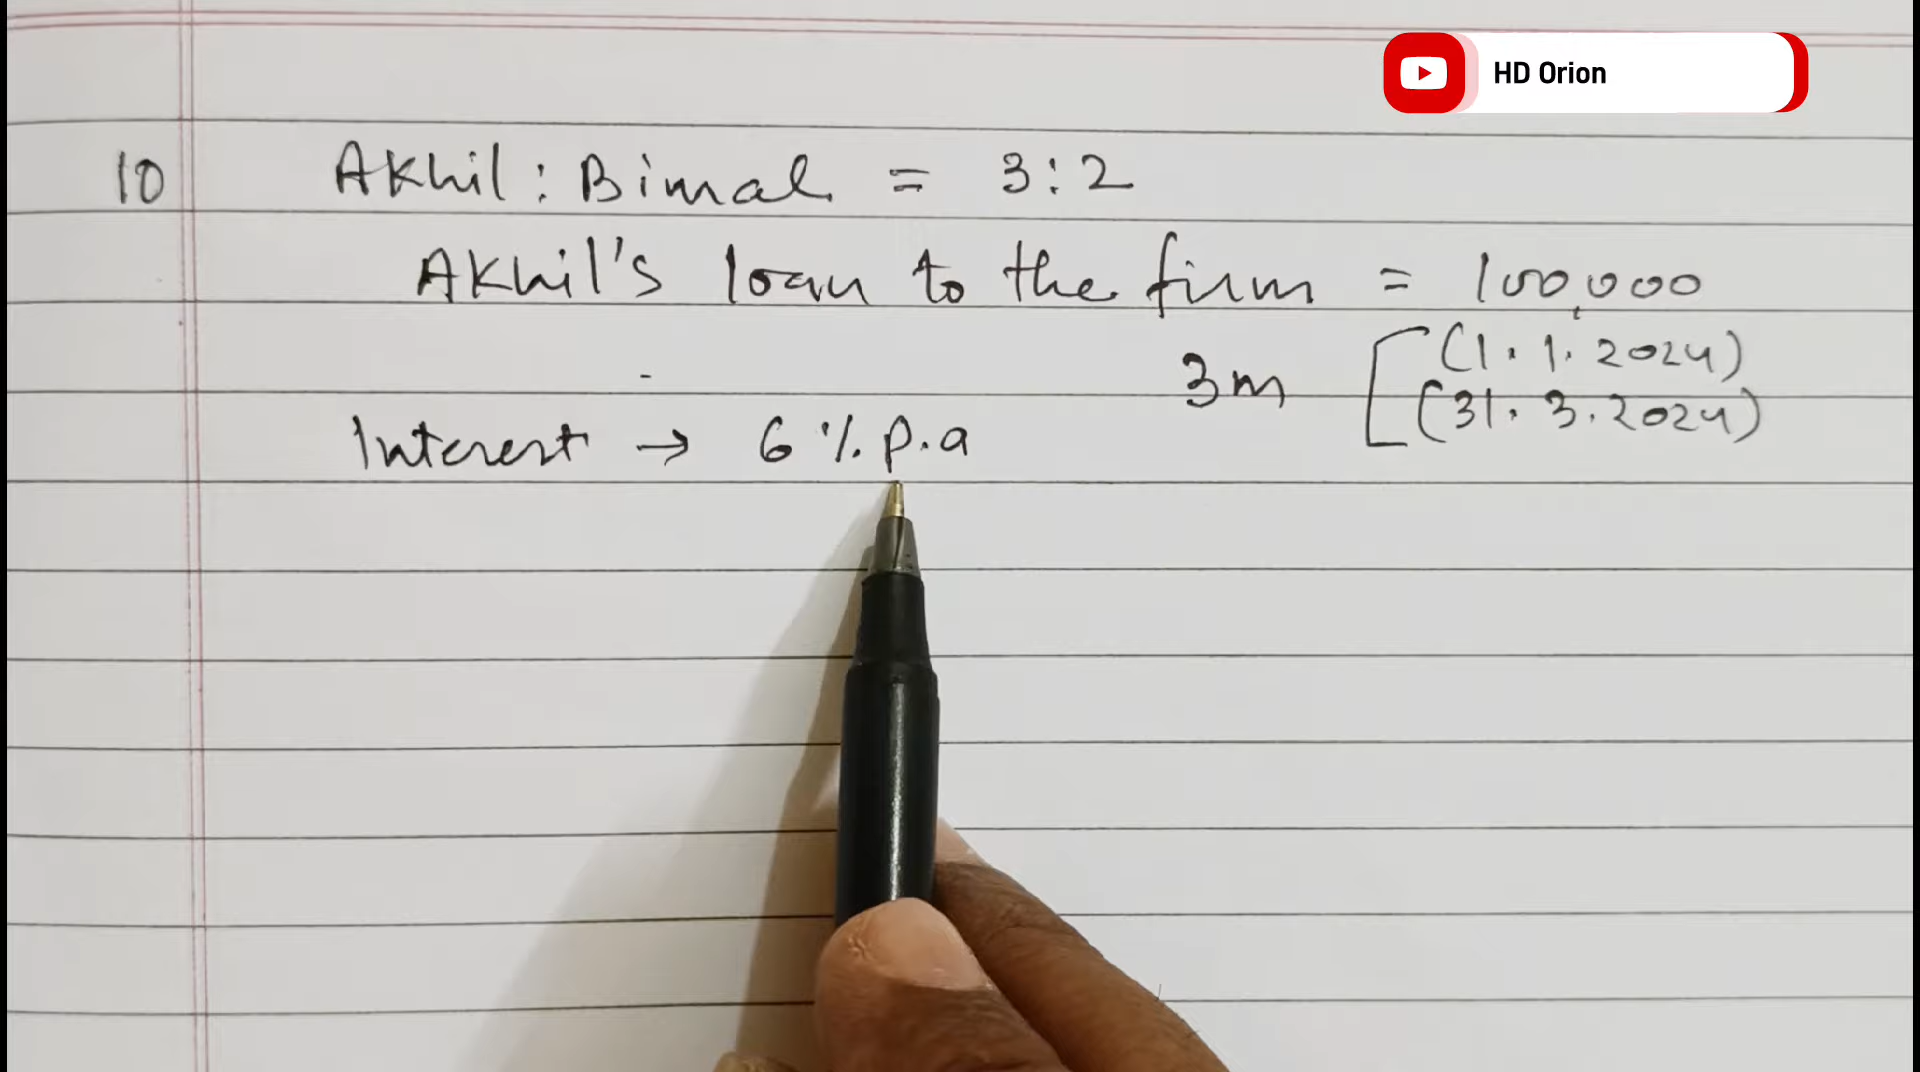 HD Orion
10 Akhil : Bimal = 3:2
Akhil's loan to the firm = 100,000
3m [(1.1.2024)
(31.3.2024)
Interest → 6 %. p.a